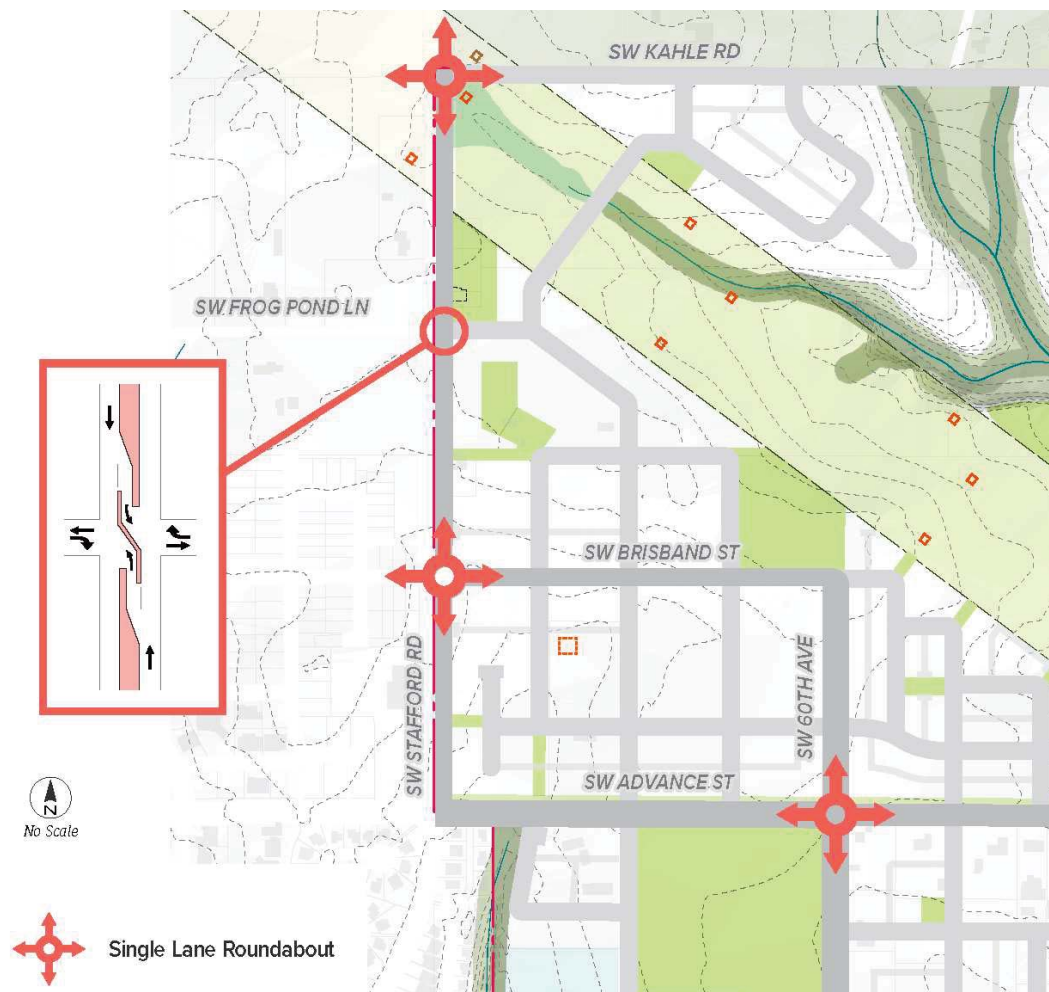 SW KAHLE RD
SW FROG POND LN
SW BRISBAND ST
SW STAFFORD RD
SW 60TH AVE
SW ADVANCE ST
N
No Scale
Single Lane Roundabout